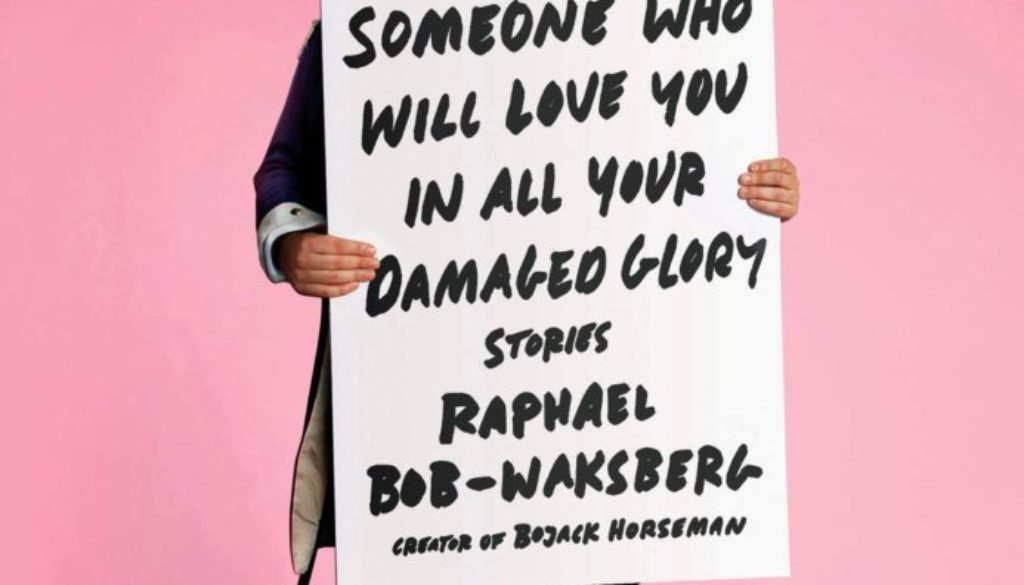 SOMEONE WHO
WILL LOVE YOU
IN ALL YOUR
DAMAGED GLORY
STORIES
RAPHAEL
BOB-WAKSBERG
CREATOR OF BOJACK HORSEMAN